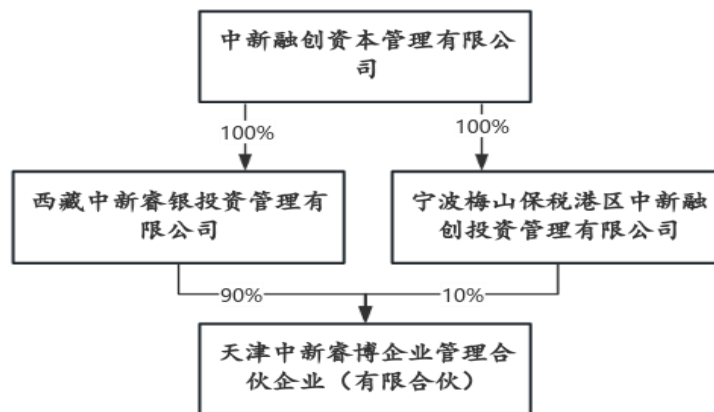 中新融创资本管理有限公
司
100%
100%
西藏中新睿银投资管理有
限公司
宁波梅山保税港区中新融
创投资管理有限公司
90%
10%
天津中新睿博企业管理合
伙企业（有限合伙）